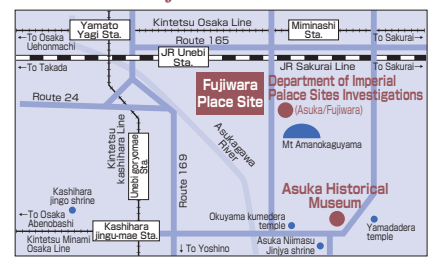 Yamato
Yagi Sta.
Kintetsu Osaka Line
Miminashi
Sta.
←To Osaka
Uehonmachi
Route 165
To Sakurai→
JR Unebi
Sta.
←To Takada
JR Sakurai Line
To Sakurai→
Fujiwara
Place Site
Department of Imperial
Palace Sites Investigations
(Asuka/Fujiwara)
Route 24
Mt Amanokaguyama
Kintetsu
kashihara Line
Unebi goryomae
Sta.
Asukagawa
River
Route 169
Asuka Historical
Museum
Kashihara
jingo shrine
←To Osaka
Abenobashi
Kashihara
Jingu-mae Sta.
Okuyama kumedera
temple
Yamadadera
temple
Kintetsu Minami
Osaka Line
↓To Yoshino
Asuka Niimasu
Jinjya shrine